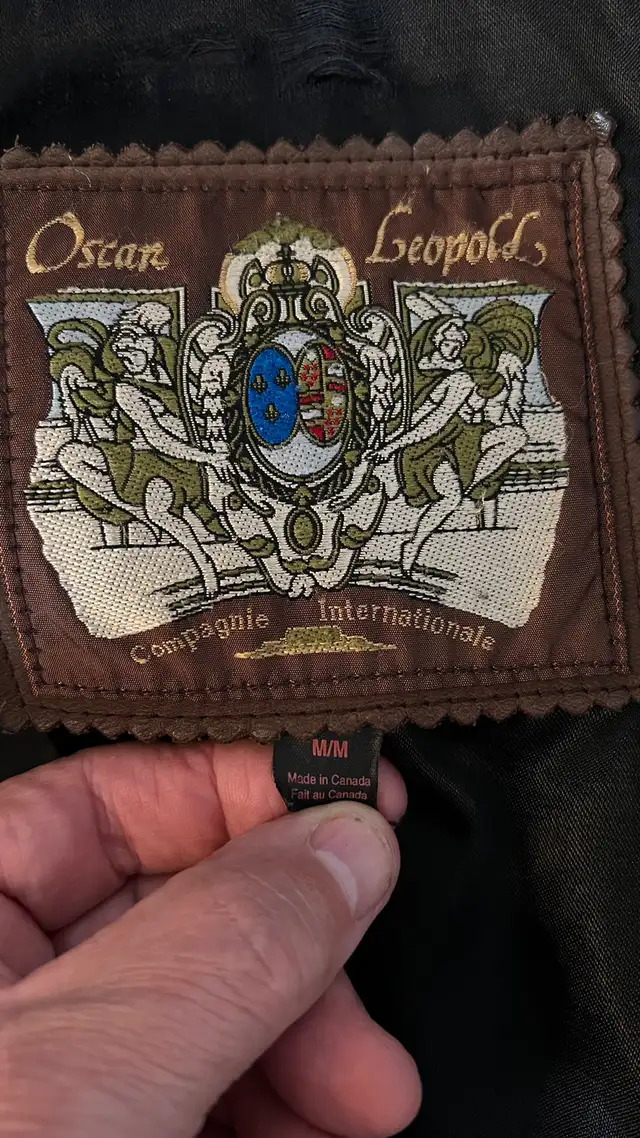 Oscar Leopold
Compagnie Internationale
M/M
Made in Canada
Fait au Canada